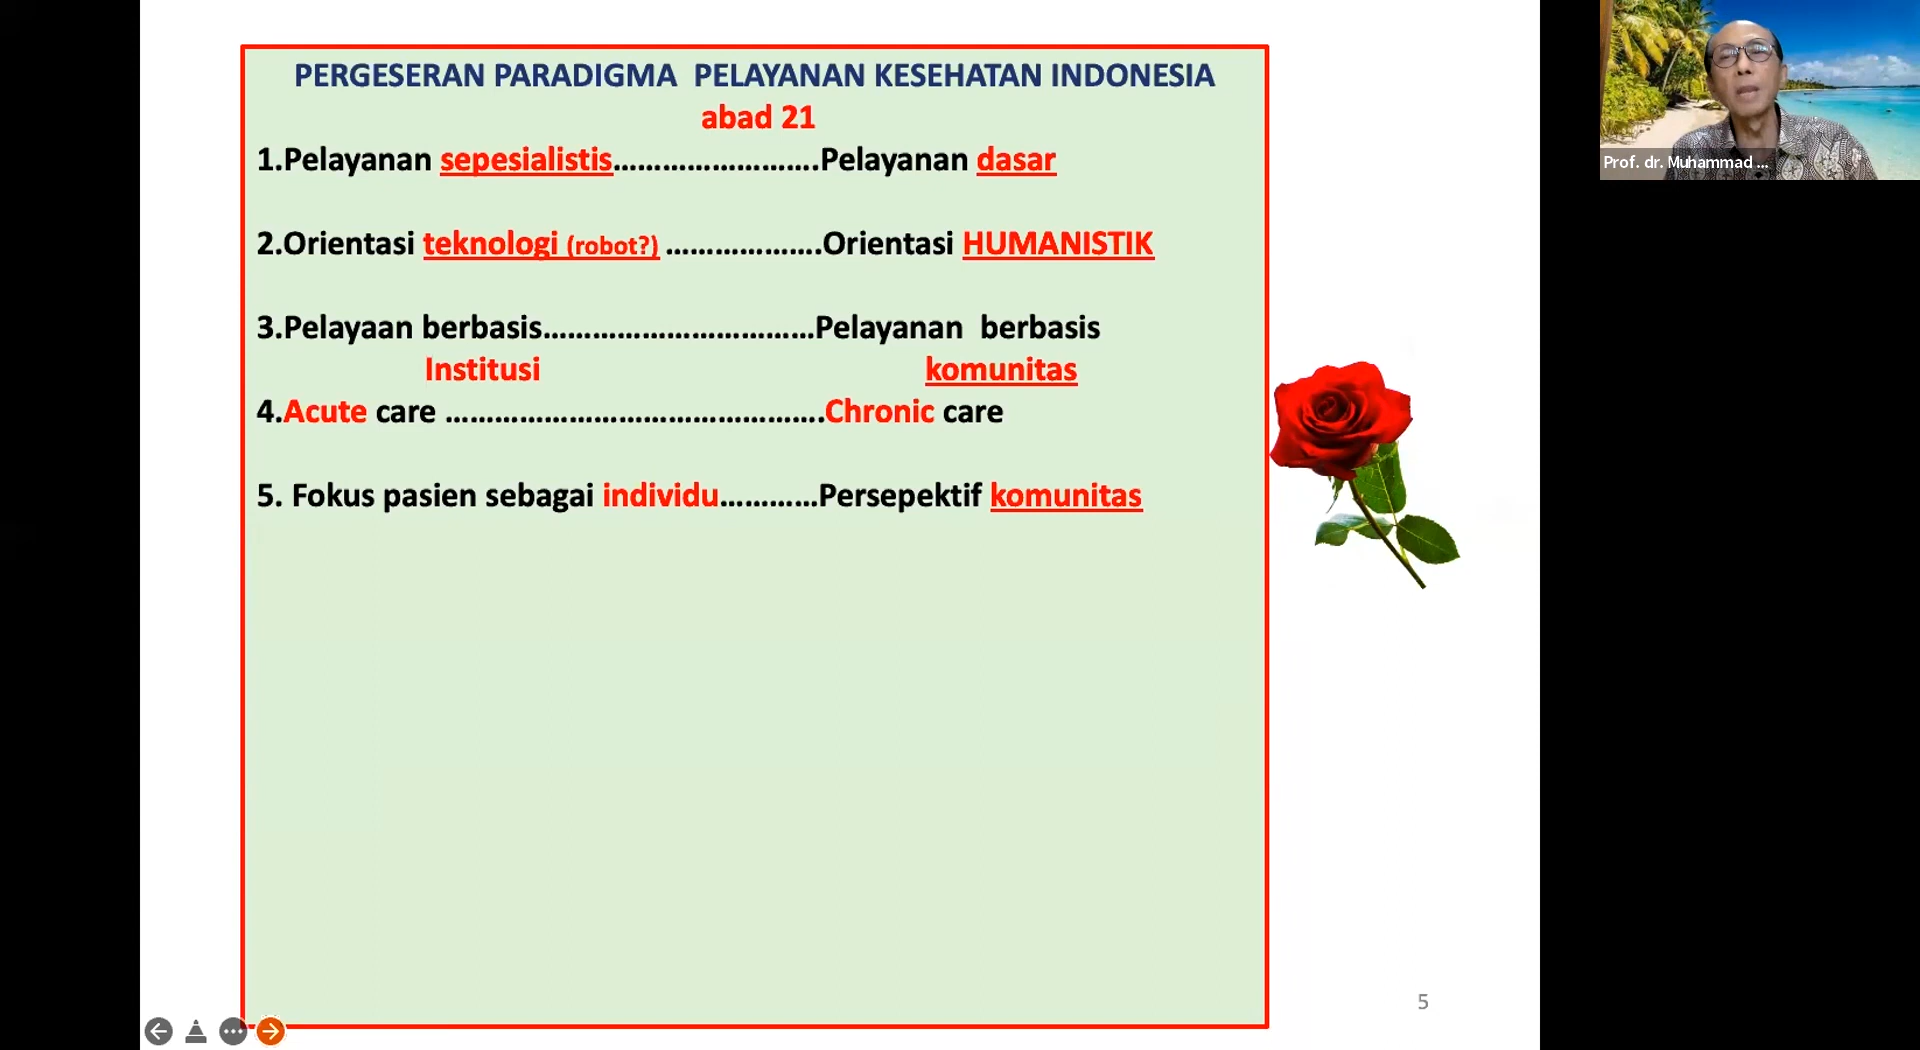 PERGESERAN PARADIGMA PELAYANAN KESEHATAN INDONESIA
abad 21
1.Pelayanan sepesialistis.........................Pelayanan dasar
2.Orientasi teknologi (robot?) ...................Orientasi HUMANISTIK
3.Pelayaan berbasis.................................Pelayanan berbasis
Institusi komunitas
4.Acute care ..............................................Chronic care
5. Fokus pasien sebagai individu............Persepektif komunitas
5
Prof. dr. Muhammad ...